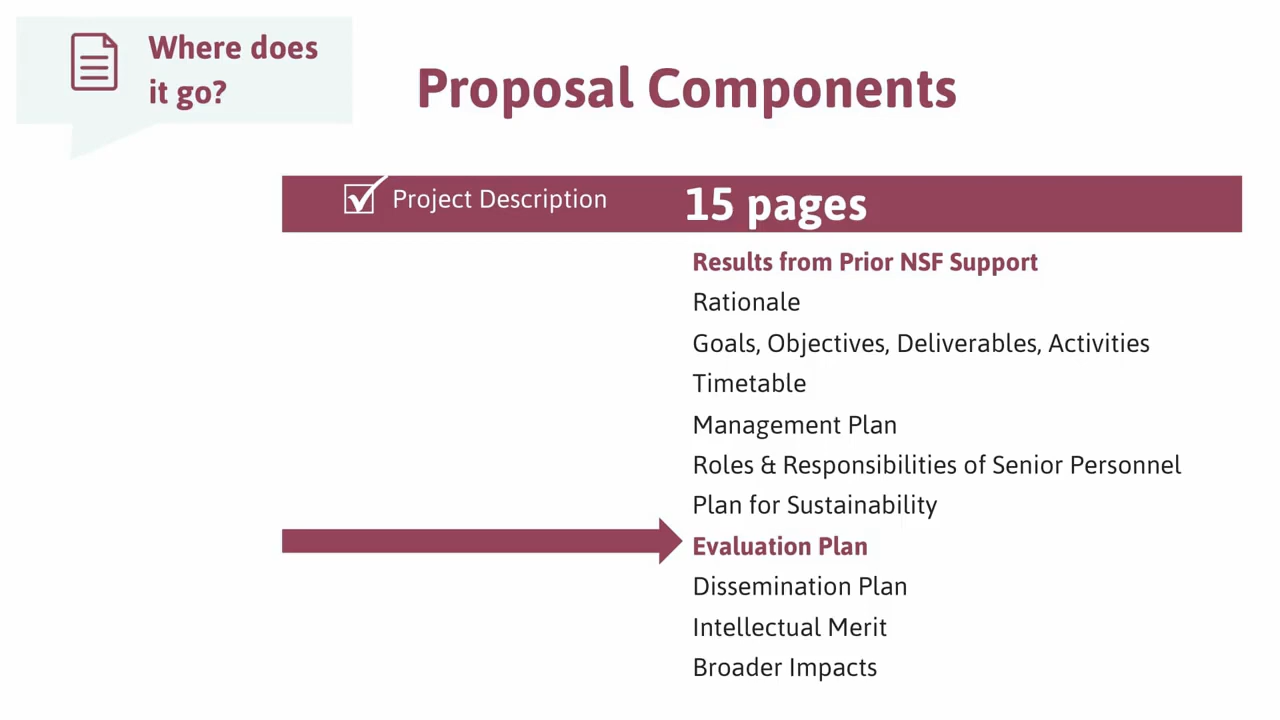 Where does
it go?
Proposal Components
Project Description
15 pages
Results from Prior NSF Support
Rationale
Goals, Objectives, Deliverables, Activities
Timetable
Management Plan
Roles & Responsibilities of Senior Personnel
Plan for Sustainability
Evaluation Plan
Dissemination Plan
Intellectual Merit
Broader Impacts